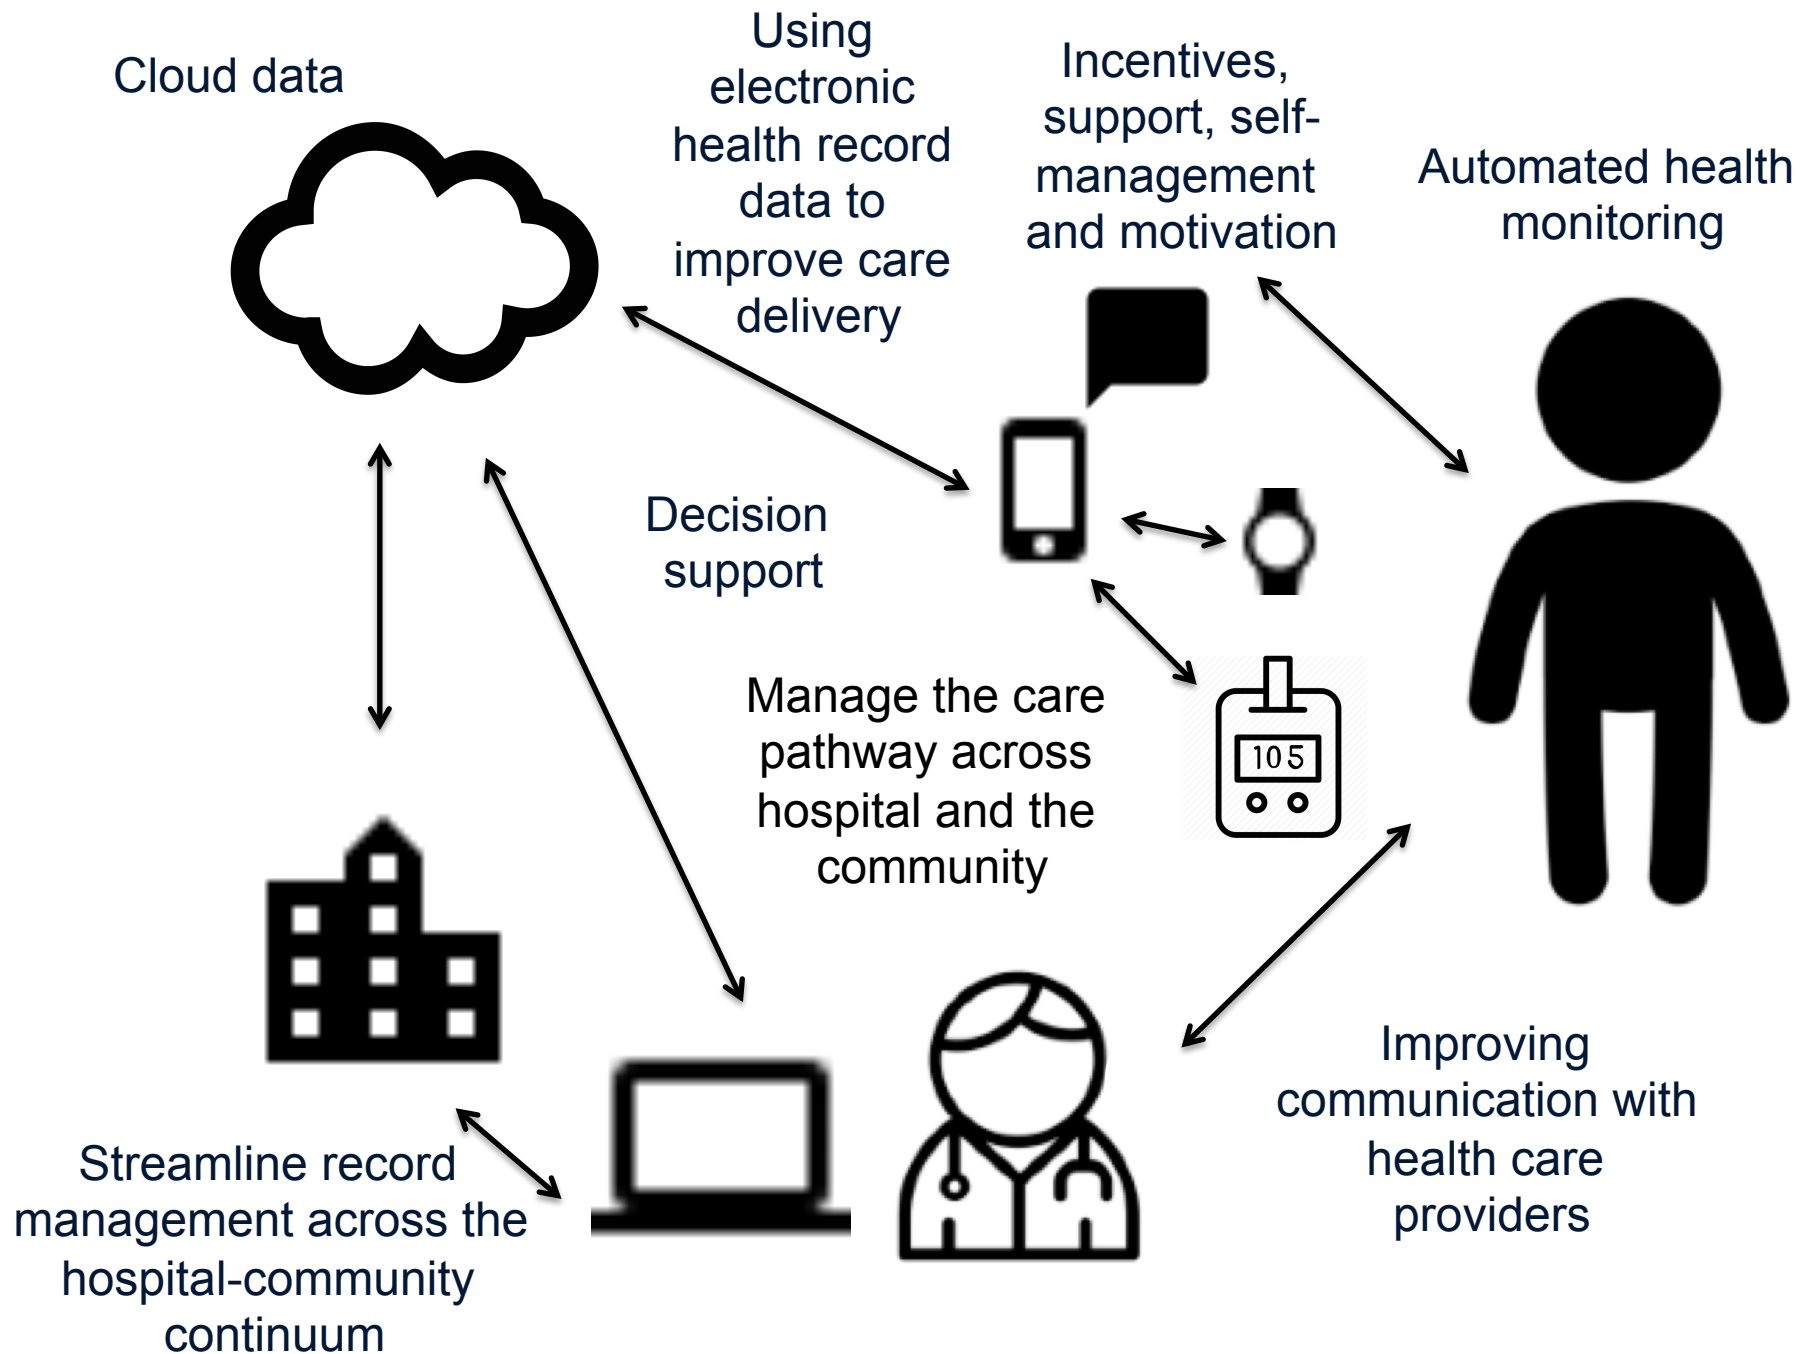 Cloud data
Using
electronic
health record
data to
improve care
delivery
Incentives,
support, self-
management
and motivation
Automated health
monitoring
Decision
support
Manage the care
pathway across
hospital and the
community
105
Improving
communication with
health care
providers
Streamline record
management across the
hospital-community
continuum